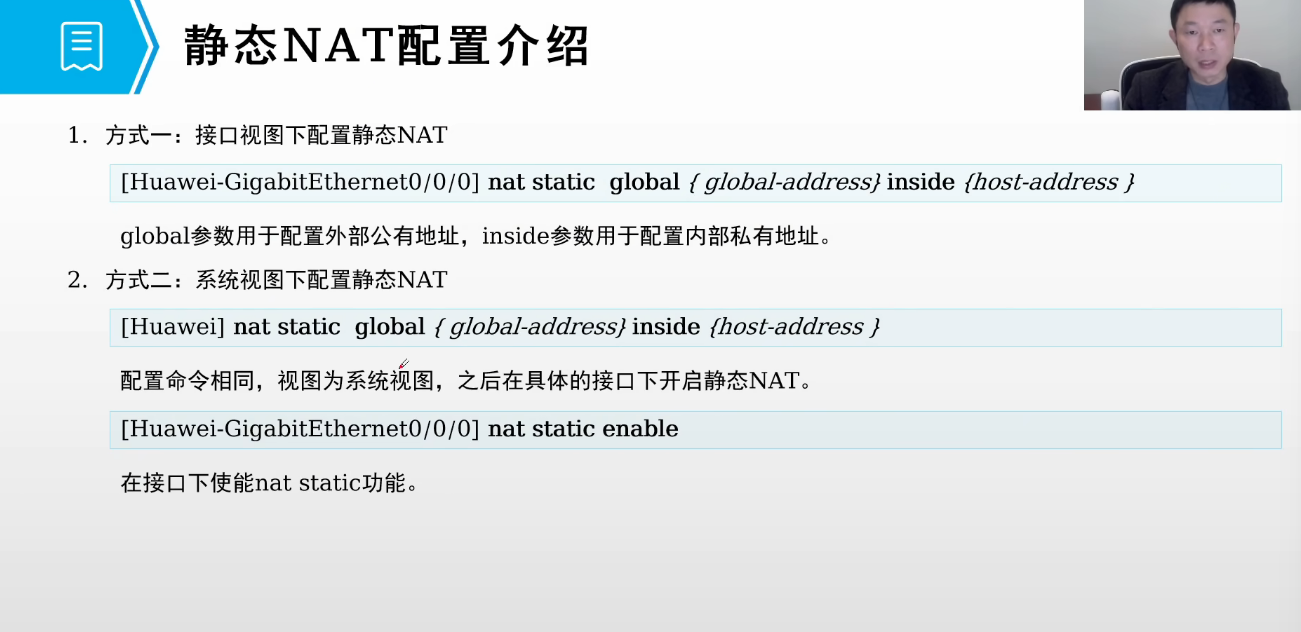 静态NAT配置介绍
1. 方式一：接口视图下配置静态NAT
[Huawei-GigabitEthernet0/0/0] nat static global { global-address} inside {host-address }
global参数用于配置外部公有地址，inside参数用于配置内部私有地址。
2. 方式二：系统视图下配置静态NAT
[Huawei] nat static global { global-address} inside {host-address }
配置命令相同，视图为系统视图，之后在具体的接口下开启静态NAT。
[Huawei-GigabitEthernet0/0/0] nat static enable
在接口下使能nat static功能。